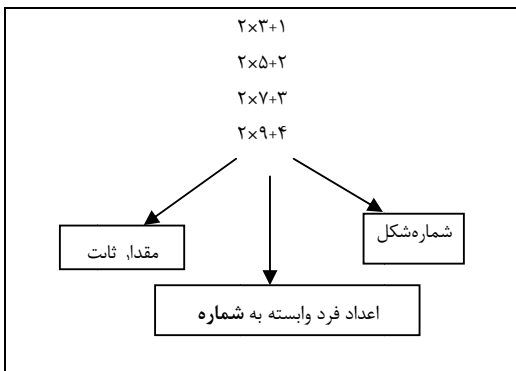 ۲×۳+۱
۲×۵+۲
۲×۷+۳
۲×۹+۴
شماره‌شکل
مقدار ثابت
اعداد فرد وابسته به شماره